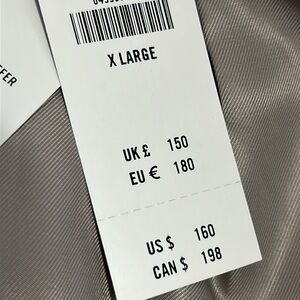 X LARGE
UK £ 150
EU € 180
US $ 160
CAN $ 198